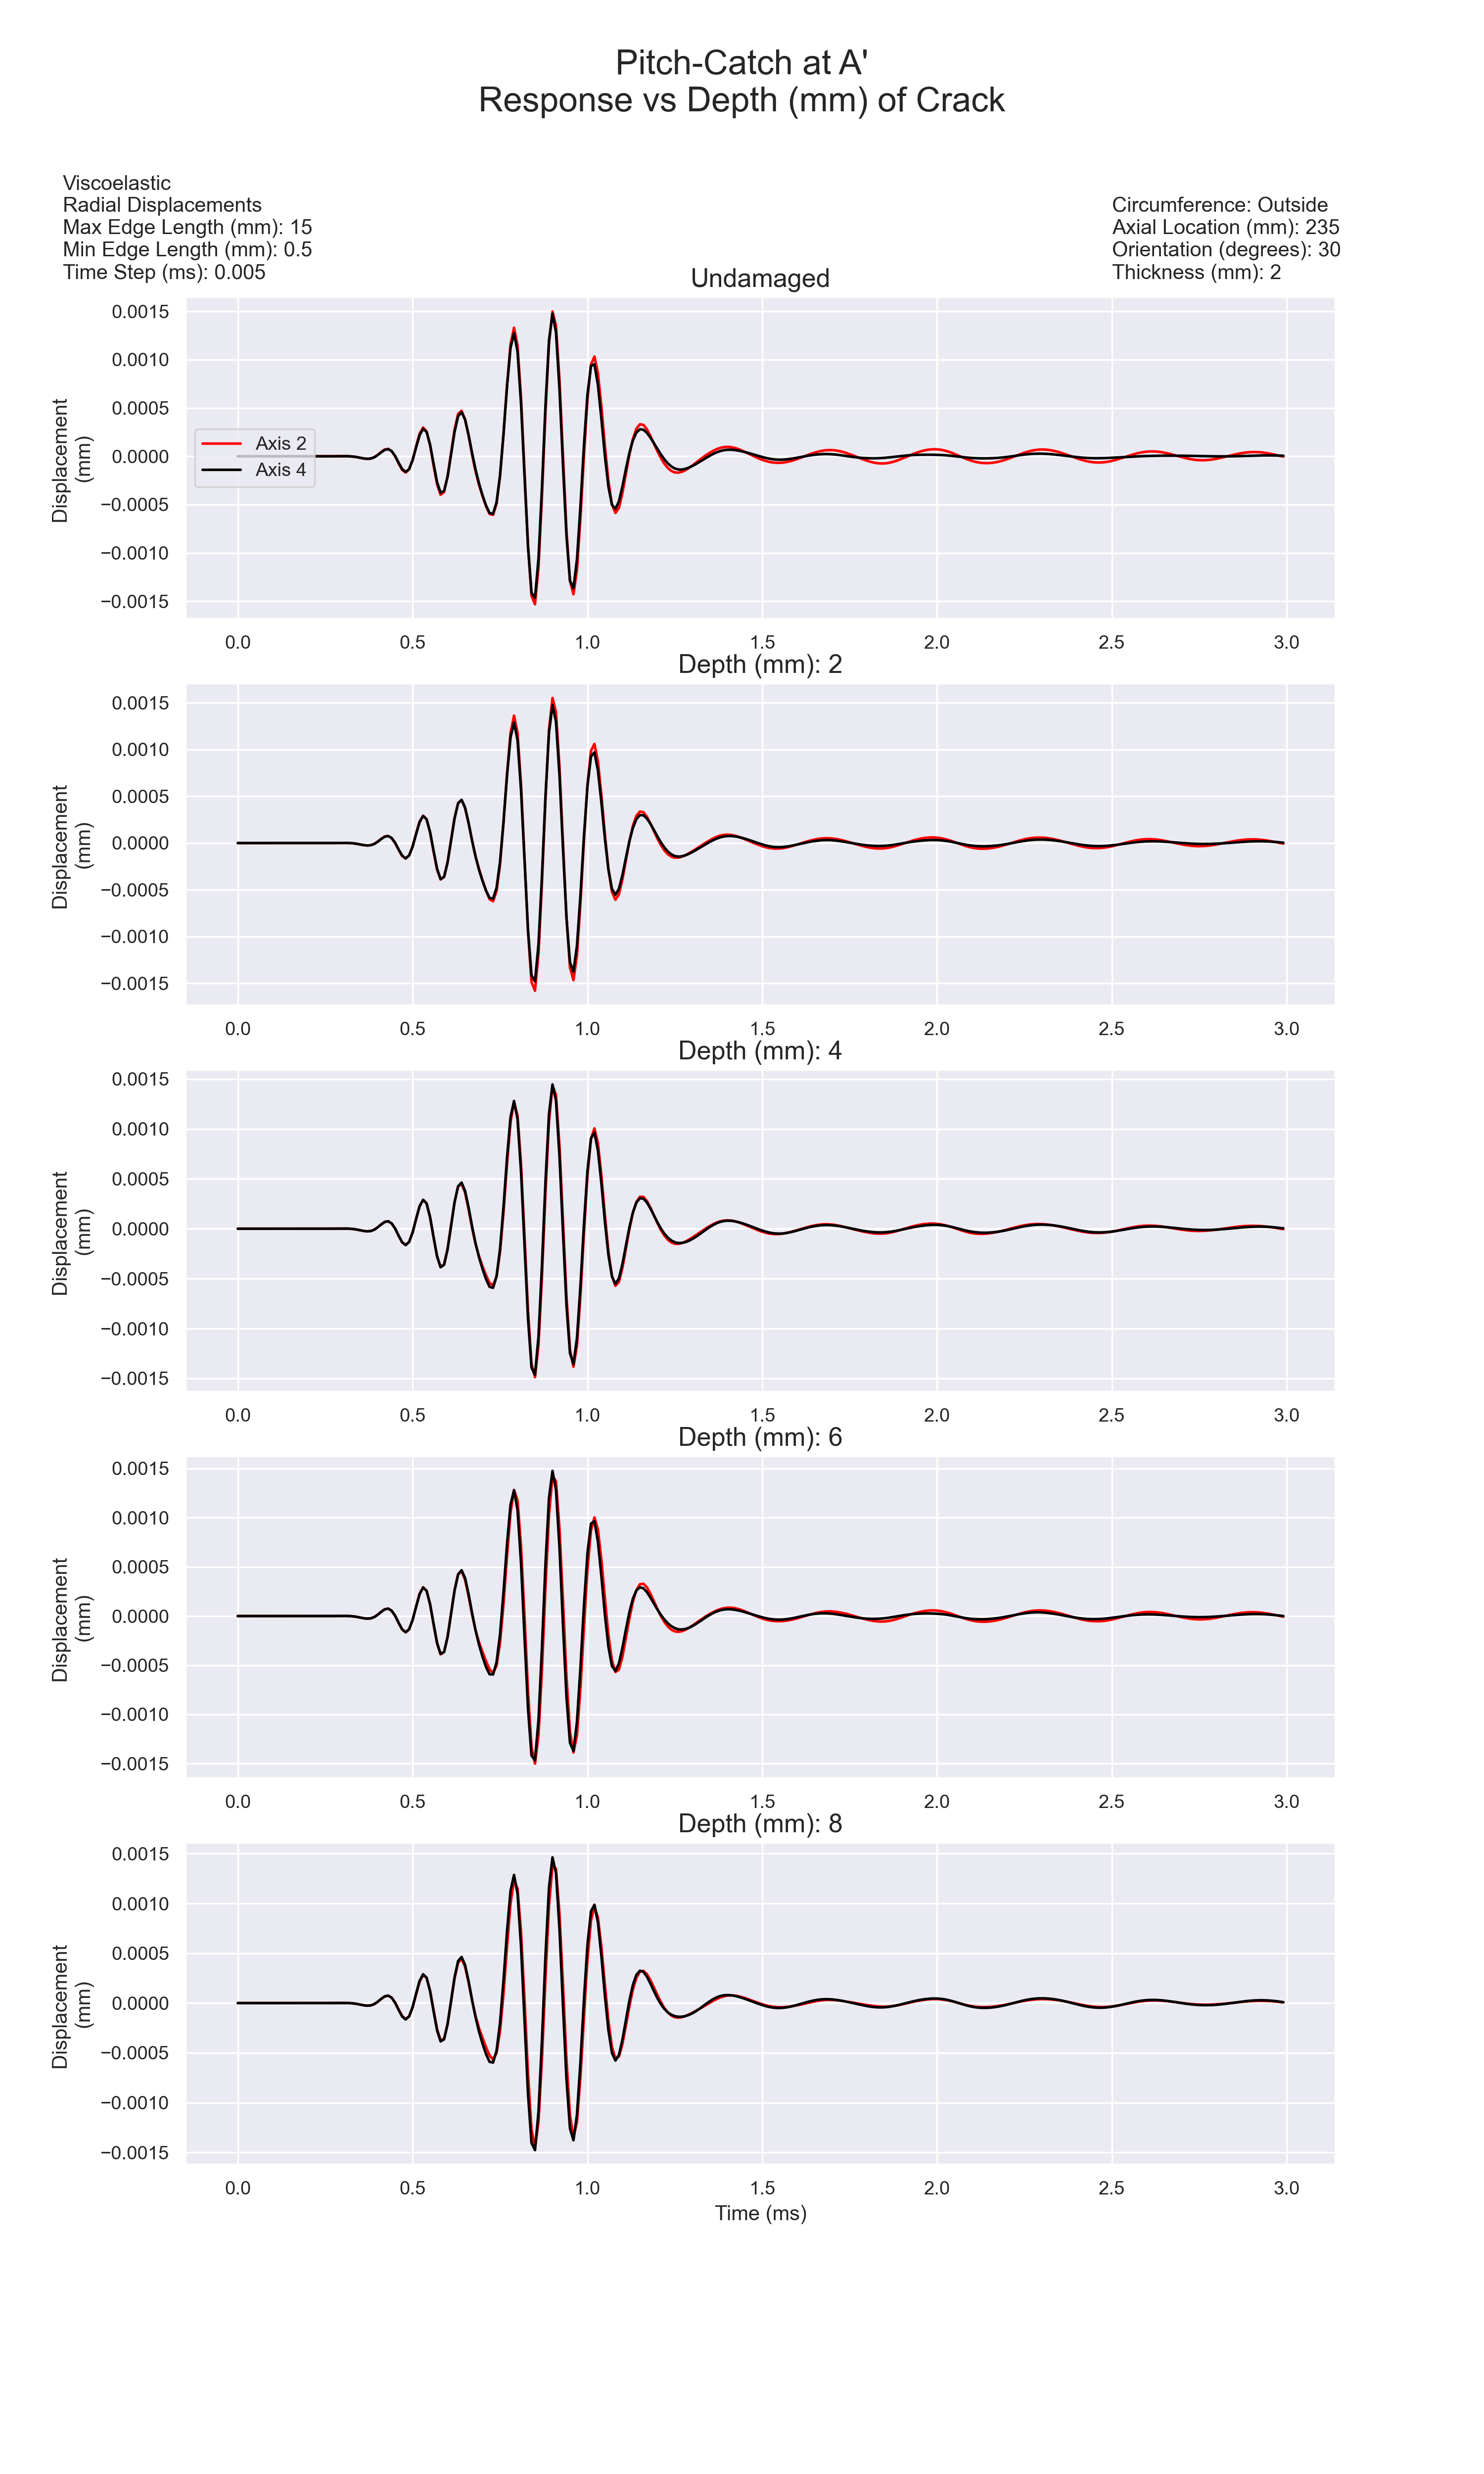 Pitch-Catch at A'
Response vs Depth (mm) of Crack
Viscoelastic
Radial Displacements
Max Edge Length (mm): 15
Min Edge Length (mm): 0.5
Time Step (ms): 0.005
Circumference: Outside
Axial Location (mm): 235
Orientation (degrees): 30
Thickness (mm): 2
Undamaged
Displacement
(mm)
0.0015
0.0010
0.0005
0.0000
−0.0005
−0.0010
−0.0015
Axis 2
Axis 4
0.0 0.5 1.0 1.5 2.0 2.5 3.0
Depth (mm): 2
Displacement
(mm)
0.0015
0.0010
0.0005
0.0000
−0.0005
−0.0010
−0.0015
0.0 0.5 1.0 1.5 2.0 2.5 3.0
Depth (mm): 4
Displacement
(mm)
0.0015
0.0010
0.0005
0.0000
−0.0005
−0.0010
−0.0015
0.0 0.5 1.0 1.5 2.0 2.5 3.0
Depth (mm): 6
Displacement
(mm)
0.0015
0.0010
0.0005
0.0000
−0.0005
−0.0010
−0.0015
0.0 0.5 1.0 1.5 2.0 2.5 3.0
Depth (mm): 8
Displacement
(mm)
0.0015
0.0010
0.0005
0.0000
−0.0005
−0.0010
−0.0015
0.0 0.5 1.0 1.5 2.0 2.5 3.0
Time (ms)